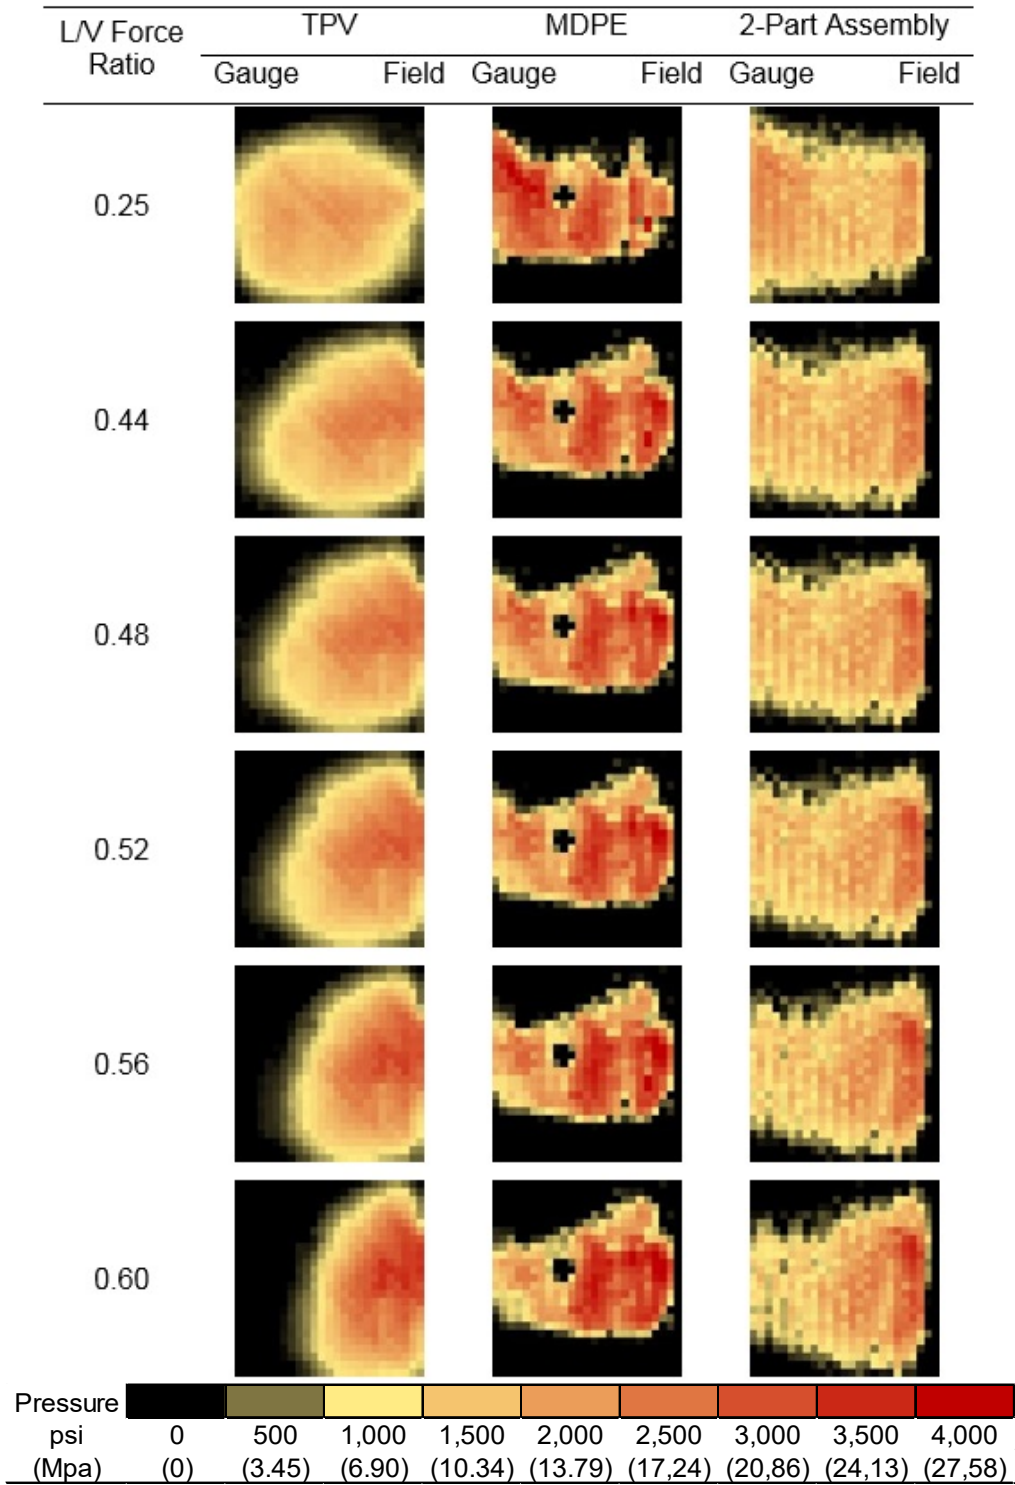 L/V Force Ratio TPV MDPE 2-Part Assembly
Gauge Field Gauge Field Gauge Field
0.25
0.44
0.48
0.52
0.56
0.60
Pressure
psi 0 500 1,000 1,500 2,000 2,500 3,000 3,500 4,000
(Mpa) (0) (3.45) (6.90) (10.34) (13.79) (17,24) (20,86) (24,13) (27,58)